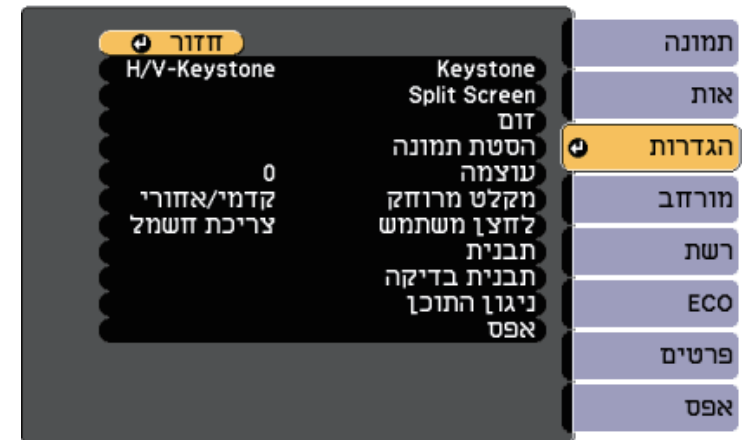 חזור
Keystone H/V-Keystone
Split Screen
זום
הסטת תמונה
עוצמה 0
מקלט מרוחק קדמי/אחורי
לחצן משתמש צריכת חשמל
תבנית
תבנית בדיקה
ניגון התוכן
אפס
תמונה
אות
הגדרות
מורחב
רשת
ECO
פרטים
אפס